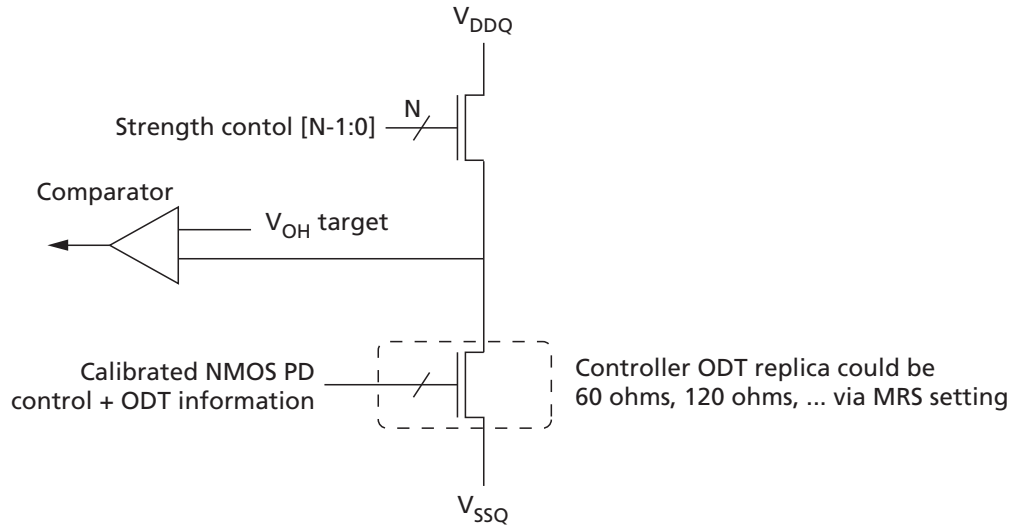 VDDQ
N
Strength contol [N-1:0]
Comparator
VOH target
Calibrated NMOS PD
control + ODT information
Controller ODT replica could be
60 ohms, 120 ohms, ... via MRS setting
VSSQ